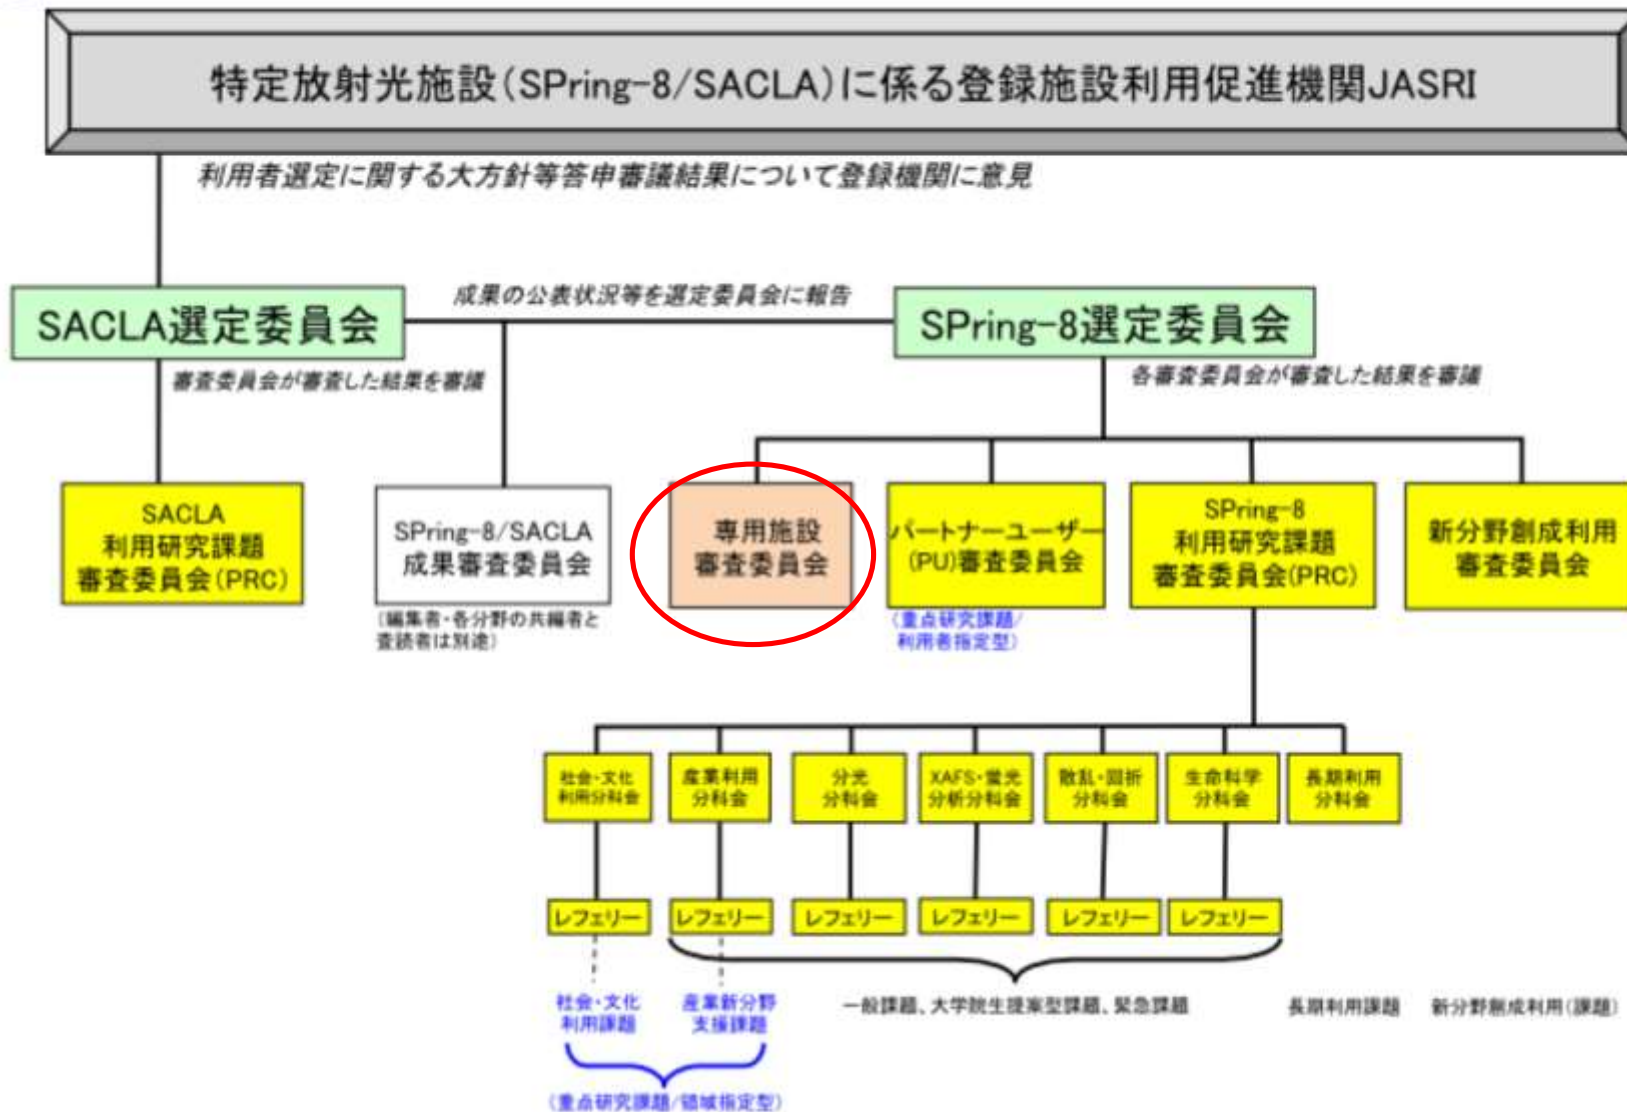 特定放射光施設(SPring-8/SACLA)に係る登録施設利用促進機関JASRI
利用者選定に関する大方針等答申審議結果について登録機関に意見
SACLA選定委員会
成果の公表状況等を選定委員会に報告
SPring-8選定委員会
審査委員会が審査した結果を審議
各審査委員会が審査した結果を審議
SACLA
利用研究課題
審査委員会(PRC)
SPring-8/SACLA
成果審査委員会
(編集者・各分野の共編者と
査読者は別途)
専用施設
審査委員会
パートナーユーザー
(PU)審査委員会
(重点研究課題/
利用者指定型)
SPring-8
利用研究課題
審査委員会(PRC)
新分野創成利用
審査委員会
社会・文化
利用分科会
産業利用
分科会
分光
分科会
XAFS・蛍光
分析分科会
散乱・回折
分科会
生命科学
分科会
長期利用
分科会
レフェリー
レフェリー
レフェリー
レフェリー
レフェリー
レフェリー
社会・文化
利用課題
産業新分野
支援課題
一般課題、大学院生提案型課題、緊急課題
長期利用課題
新分野創成利用(課題)
(重点研究課題/領域指定型)